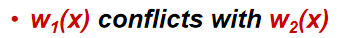 • w₁(x) conflicts with w₂(x)